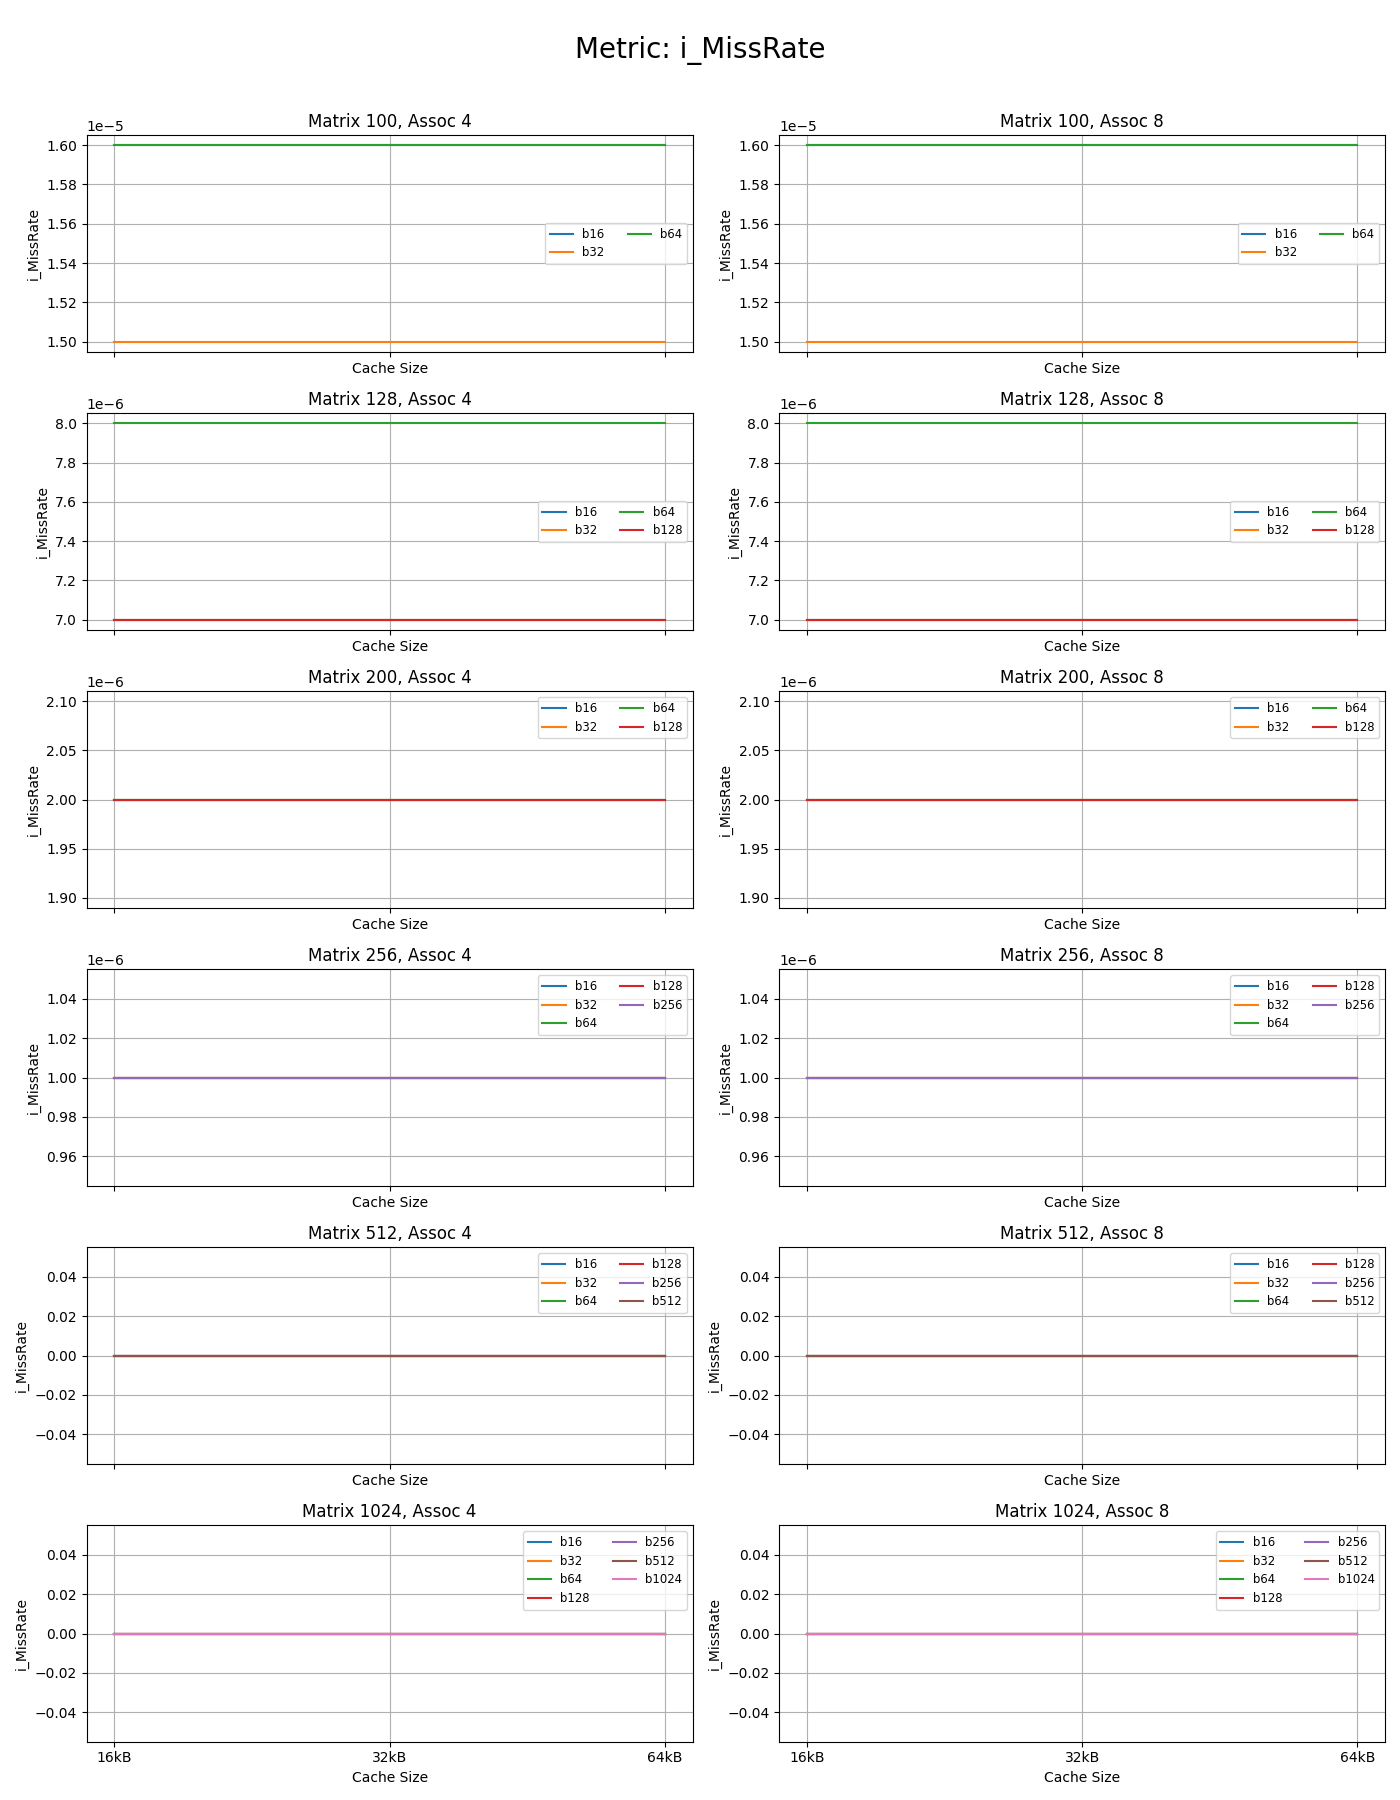 Metric: i_MissRate
Matrix 100, Assoc 4
1e−5
1.60
1.58
1.56
1.54
1.52
1.50
i_MissRate
b16 b64
b32
Cache Size
Matrix 100, Assoc 8
1e−5
1.60
1.58
1.56
1.54
1.52
1.50
i_MissRate
b16 b64
b32
Cache Size
Matrix 128, Assoc 4
1e−6
8.0
7.8
7.6
7.4
7.2
7.0
i_MissRate
b16 b64
b32 b128
Cache Size
Matrix 128, Assoc 8
1e−6
8.0
7.8
7.6
7.4
7.2
7.0
i_MissRate
b16 b64
b32 b128
Cache Size
Matrix 200, Assoc 4
1e−6
2.10
2.05
2.00
1.95
1.90
i_MissRate
b16 b64
b32 b128
Cache Size
Matrix 200, Assoc 8
1e−6
2.10
2.05
2.00
1.95
1.90
i_MissRate
b16 b64
b32 b128
Cache Size
Matrix 256, Assoc 4
1e−6
1.04
1.02
1.00
0.98
0.96
i_MissRate
b16 b128
b32 b256
b64
Cache Size
Matrix 256, Assoc 8
1e−6
1.04
1.02
1.00
0.98
0.96
i_MissRate
b16 b128
b32 b256
b64
Cache Size
Matrix 512, Assoc 4
0.04
0.02
0.00
−0.02
−0.04
i_MissRate
b16 b128
b32 b256
b64 b512
Cache Size
Matrix 512, Assoc 8
0.04
0.02
0.00
−0.02
−0.04
i_MissRate
b16 b128
b32 b256
b64 b512
Cache Size
Matrix 1024, Assoc 4
0.04
0.02
0.00
−0.02
−0.04
i_MissRate
b16 b256
b32 b512
b64 b1024
b128
16kB 32kB 64kB
Cache Size
Matrix 1024, Assoc 8
0.04
0.02
0.00
−0.02
−0.04
i_MissRate
b16 b256
b32 b512
b64 b1024
b128
16kB 32kB 64kB
Cache Size